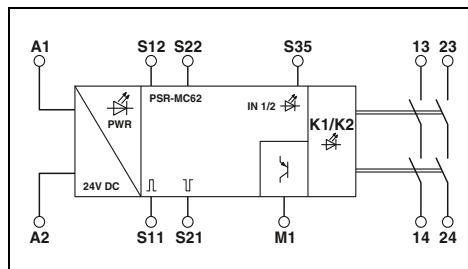 A1 S12 S22 S35 13 23
PSR-MC62
IN 1/2
K1/K2
PWR
24V DC
A2 S11 S21 M1 14 24